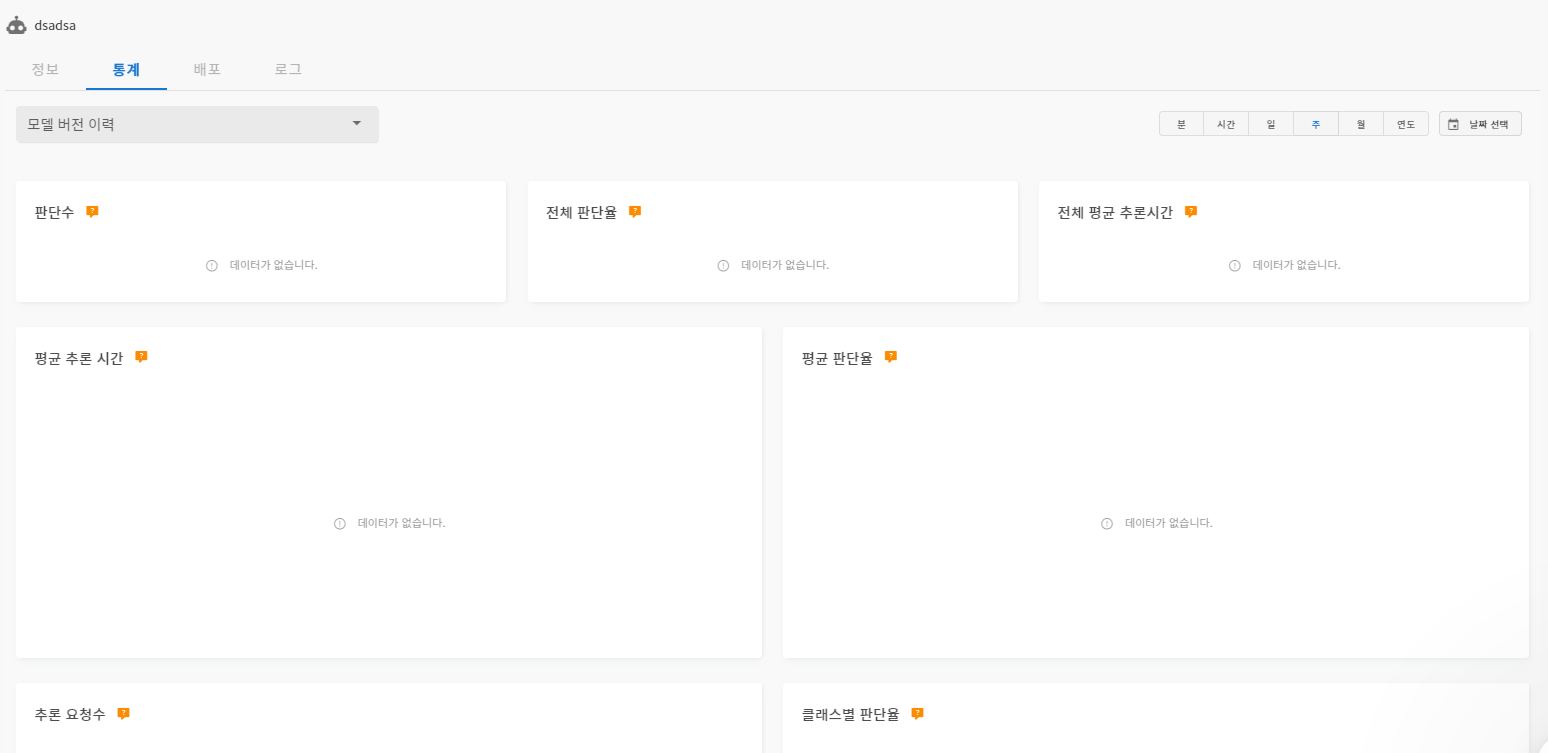 dsadsa
정보 통계 배포 로그
모델 버전 이력
분 시간 일 주 월 연도 날짜 선택
판단수 전체 판단율 전체 평균 추론시간
데이터가 없습니다. 데이터가 없습니다. 데이터가 없습니다.
평균 추론 시간 평균 판단율
데이터가 없습니다. 데이터가 없습니다.
추론 요청수 클래스별 판단율